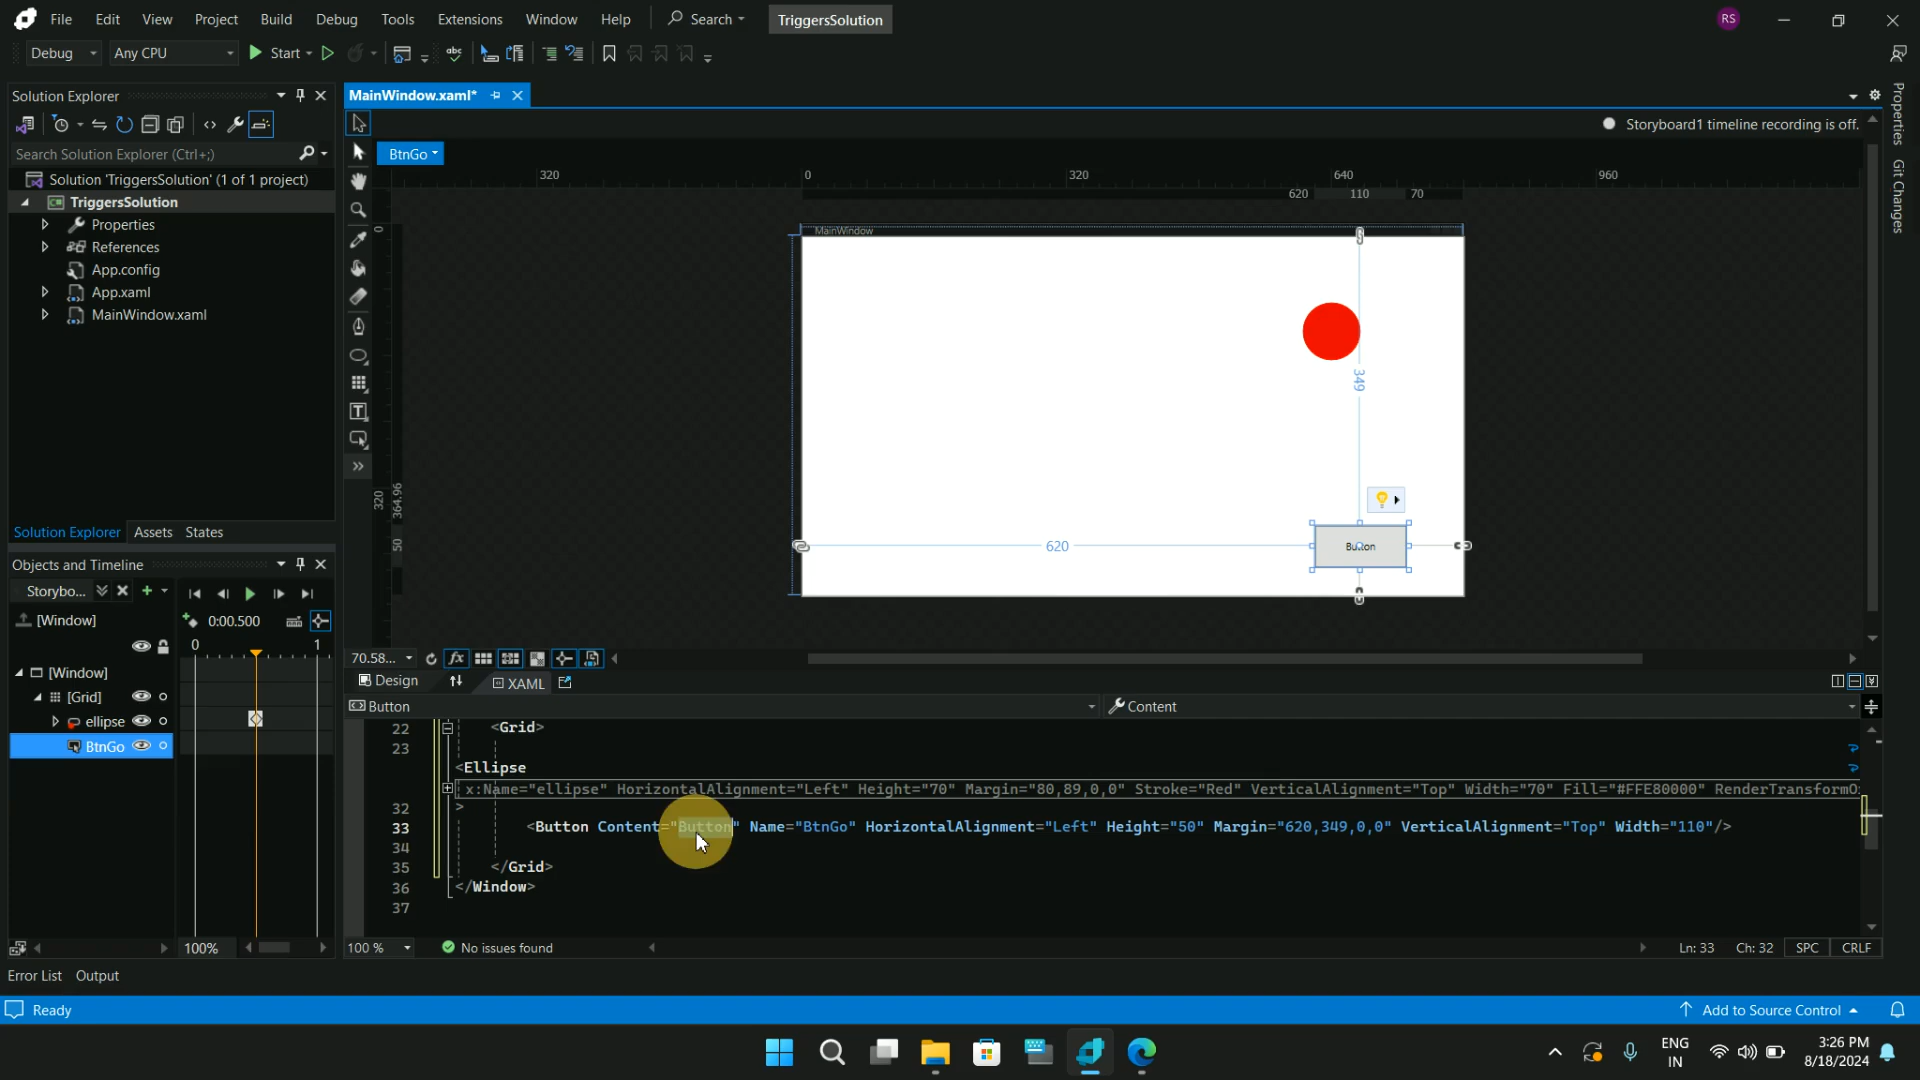 File Edit View Project Build Debug Tools Extensions Window Help Search TriggersSolution RS
Debug Any CPU Start
Solution Explorer
Search Solution Explorer (Ctrl+;)
Solution 'TriggersSolution' (1 of 1 project)
TriggersSolution
Properties
References
App.config
App.xaml
MainWindow.xaml
Solution Explorer Assets States
MainWindow.xaml*
Storyboard1 timeline recording is off.
BtnGo
320 0 320 640 960
620 110 70
0
320
364.96
50
MainWindow
349
620
Button
Properties
Git Changes
Objects and Timeline
Storybo...
[Window] 0:00.500
0 1
[Window]
[Grid]
ellipse
BtnGo
100%
70.58... fx
Design XAML
Button Content
22 <Grid>
23
<Ellipse
x:Name="ellipse" HorizontalAlignment="Left" Height="70" Margin="80,89,0,0" Stroke="Red" VerticalAlignment="Top" Width="70" Fill="#FFE80000" RenderTransformO
32 >
33 <Button Content="Button" Name="BtnGo" HorizontalAlignment="Left" Height="50" Margin="620,349,0,0" VerticalAlignment="Top" Width="110"/>
34
35 </Grid>
36 </Window>
37
100 % No issues found Ln: 33 Ch: 32 SPC CRLF
Error List Output
Ready Add to Source Control
ENG
IN
3:26 PM
8/18/2024